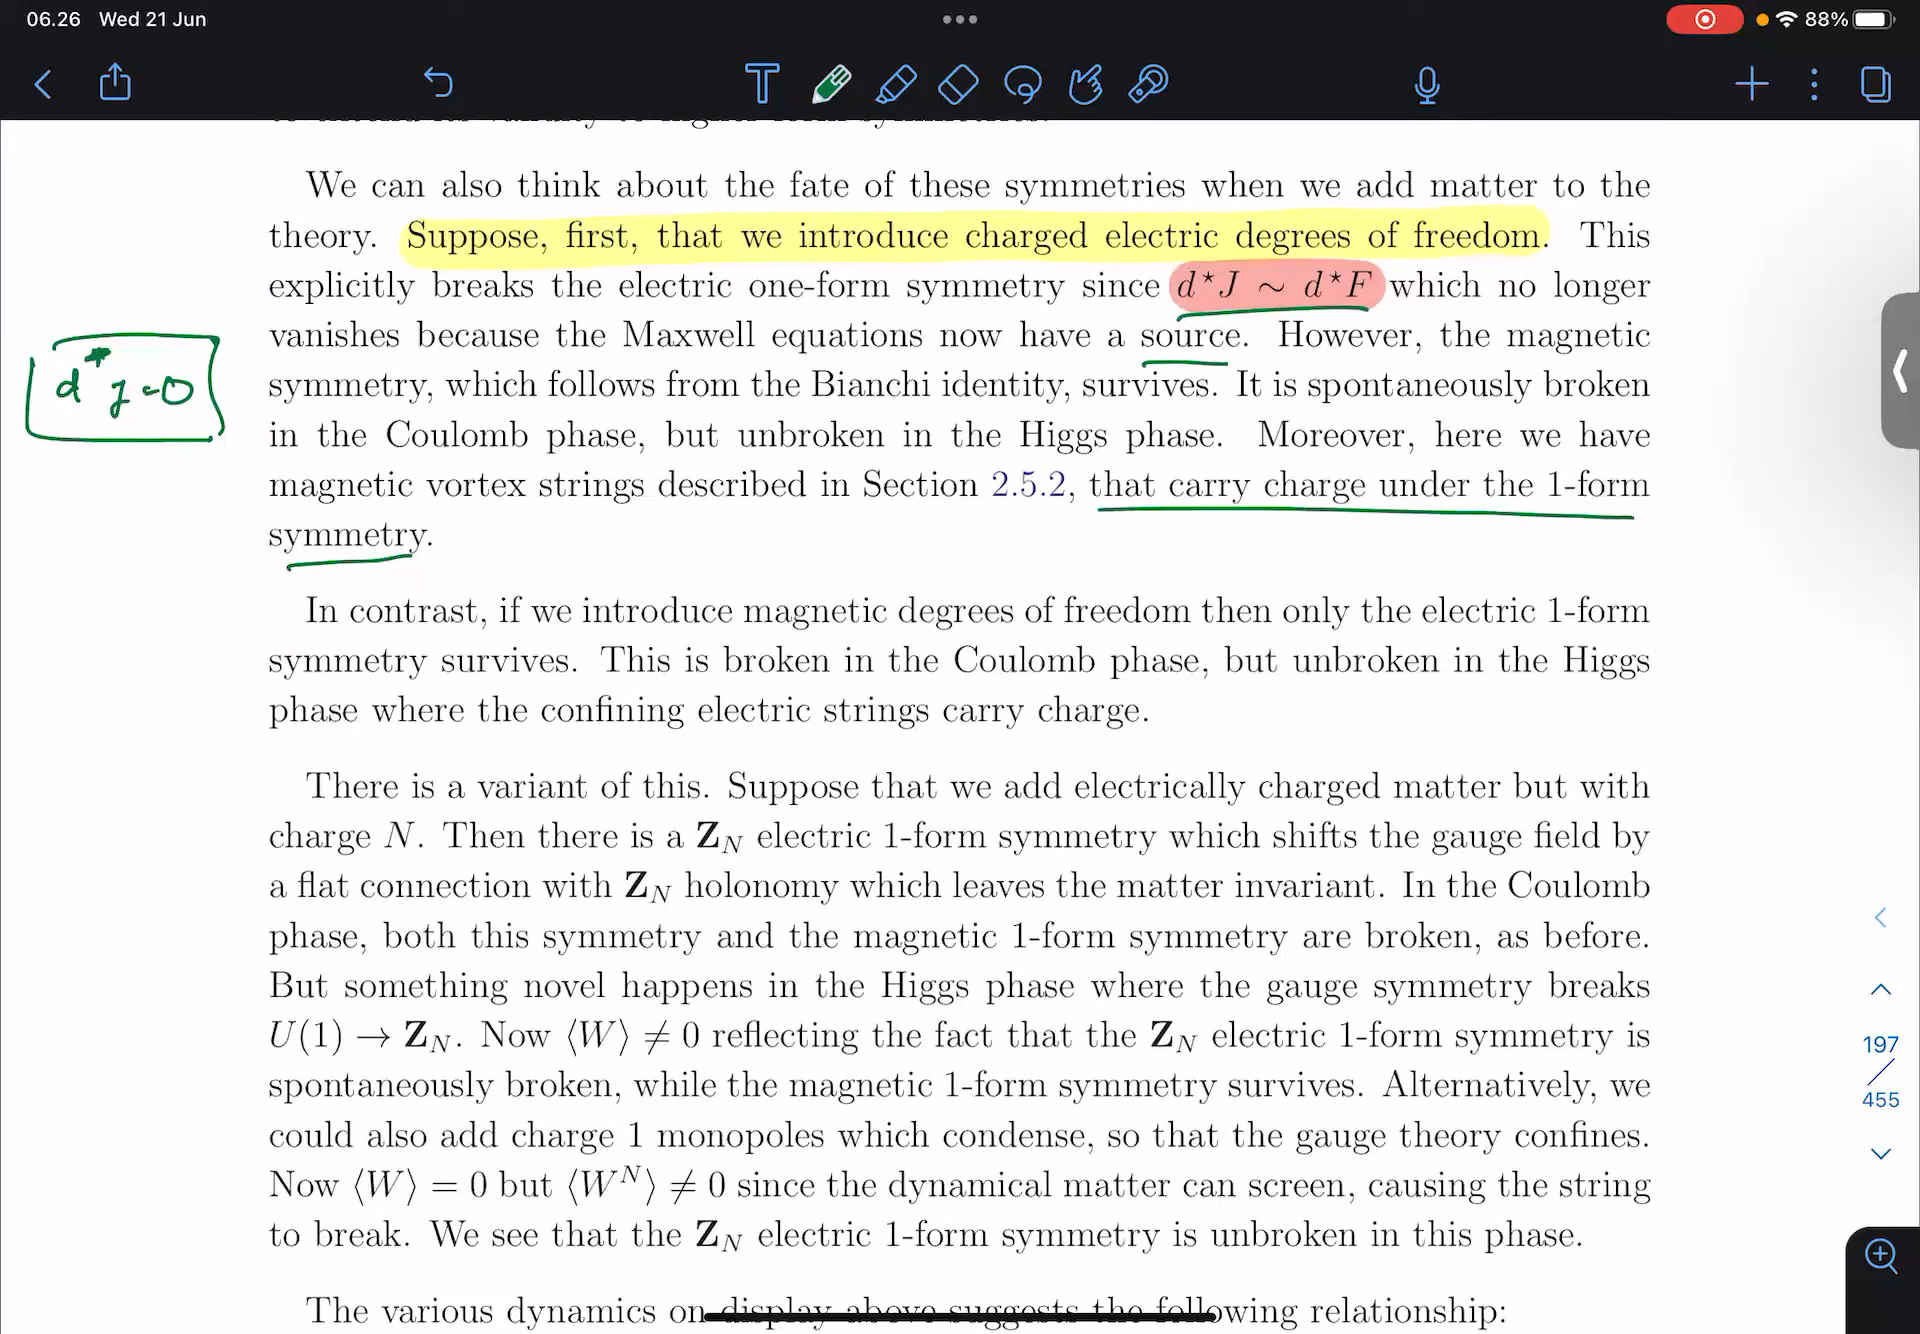 06.26 Wed 21 Jun
88%
We can also think about the fate of these symmetries when we add matter to the
theory. Suppose, first, that we introduce charged electric degrees of freedom. This
explicitly breaks the electric one-form symmetry since d⋆J ∼ d⋆F which no longer
vanishes because the Maxwell equations now have a source. However, the magnetic
d*J=0
symmetry, which follows from the Bianchi identity, survives. It is spontaneously broken
in the Coulomb phase, but unbroken in the Higgs phase. Moreover, here we have
magnetic vortex strings described in Section 2.5.2, that carry charge under the 1-form
symmetry.
In contrast, if we introduce magnetic degrees of freedom then only the electric 1-form
symmetry survives. This is broken in the Coulomb phase, but unbroken in the Higgs
phase where the confining electric strings carry charge.
There is a variant of this. Suppose that we add electrically charged matter but with
charge N. Then there is a Z_N electric 1-form symmetry which shifts the gauge field by
a flat connection with Z_N holonomy which leaves the matter invariant. In the Coulomb
phase, both this symmetry and the magnetic 1-form symmetry are broken, as before.
But something novel happens in the Higgs phase where the gauge symmetry breaks
U(1) → Z_N. Now ⟨W⟩ ≠ 0 reflecting the fact that the Z_N electric 1-form symmetry is
spontaneously broken, while the magnetic 1-form symmetry survives. Alternatively, we
could also add charge 1 monopoles which condense, so that the gauge theory confines.
Now ⟨W⟩ = 0 but ⟨W^N⟩ ≠ 0 since the dynamical matter can screen, causing the string
to break. We see that the Z_N electric 1-form symmetry is unbroken in this phase.
The various dynamics on display above suggests the following relationship:
197
/
455